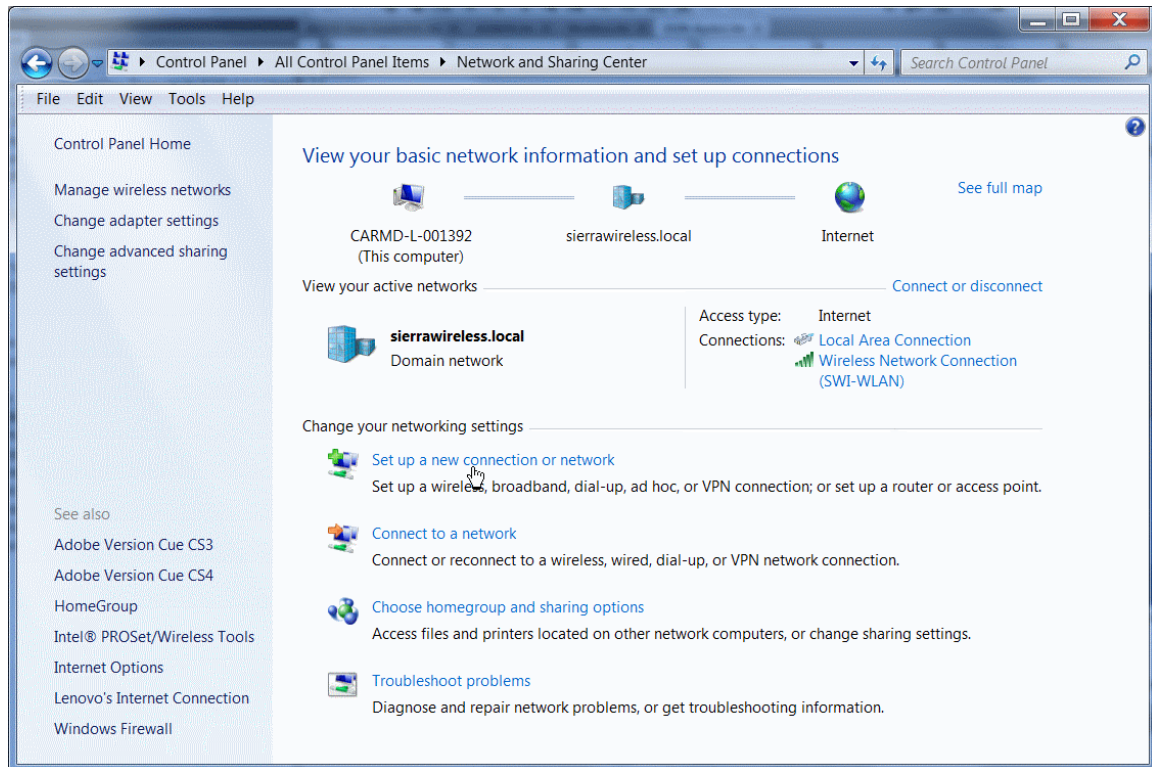 Control Panel ▸ All Control Panel Items ▸ Network and Sharing Center
Search Control Panel
File Edit View Tools Help
Control Panel Home
Manage wireless networks
Change adapter settings
Change advanced sharing
settings
See also
Adobe Version Cue CS3
Adobe Version Cue CS4
HomeGroup
Intel® PROSet/Wireless Tools
Internet Options
Lenovo's Internet Connection
Windows Firewall
View your basic network information and set up connections
See full map
CARMD-L-001392
(This computer)
sierrawireless.local
Internet
View your active networks
Connect or disconnect
sierrawireless.local
Domain network
Access type: Internet
Connections: Local Area Connection
Wireless Network Connection
(SWI-WLAN)
Change your networking settings
Set up a new connection or network
Set up a wireless, broadband, dial-up, ad hoc, or VPN connection; or set up a router or access point.
Connect to a network
Connect or reconnect to a wireless, wired, dial-up, or VPN network connection.
Choose homegroup and sharing options
Access files and printers located on other network computers, or change sharing settings.
Troubleshoot problems
Diagnose and repair network problems, or get troubleshooting information.